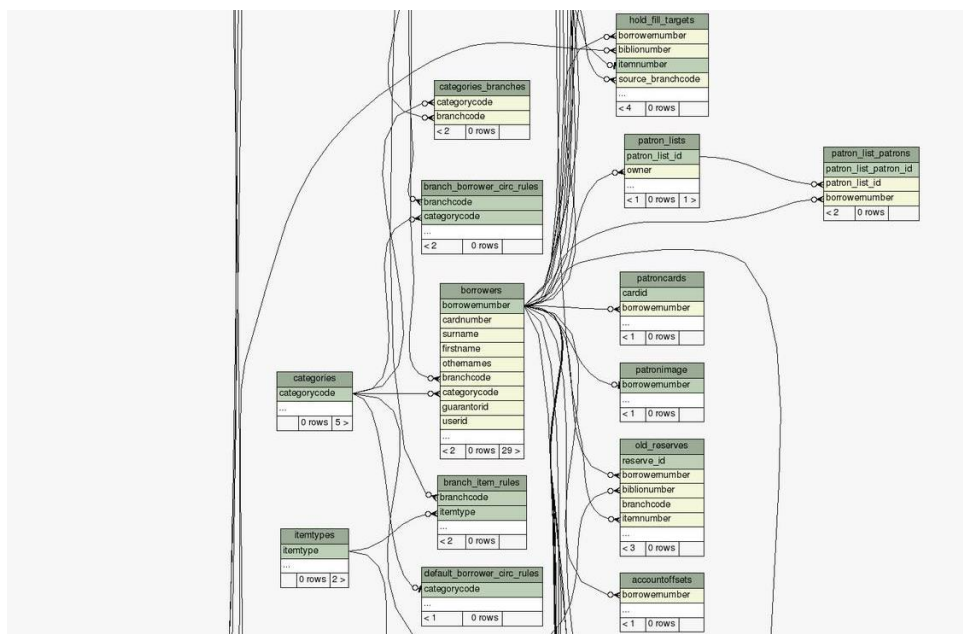 hold_fill_targets
borrowernumber
biblionumber
itemnumber
source_branchcode
...
< 4 0 rows
categories_branches
categorycode
branchcode
< 2 0 rows
patron_lists
patron_list_id
owner
...
< 1 0 rows 1 >
patron_list_patrons
patron_list_patron_id
patron_list_id
borrowernumber
< 2 0 rows
branch_borrower_circ_rules
branchcode
categorycode
...
< 2 0 rows
borrowers
borrowernumber
cardnumber
surname
firstname
othernames
branchcode
categorycode
guarantorid
userid
...
< 2 0 rows 29 >
patroncards
cardid
borrowernumber
...
< 1 0 rows
categories
categorycode
...
0 rows 5 >
patronimage
borrowernumber
...
< 1 0 rows
old_reserves
reserve_id
borrowernumber
biblionumber
branchcode
itemnumber
...
< 3 0 rows
branch_item_rules
branchcode
itemtype
...
< 2 0 rows
itemtypes
itemtype
...
0 rows 2 >
default_borrower_circ_rules
categorycode
...
< 1 0 rows
accountoffsets
borrowernumber
...
< 1 0 rows